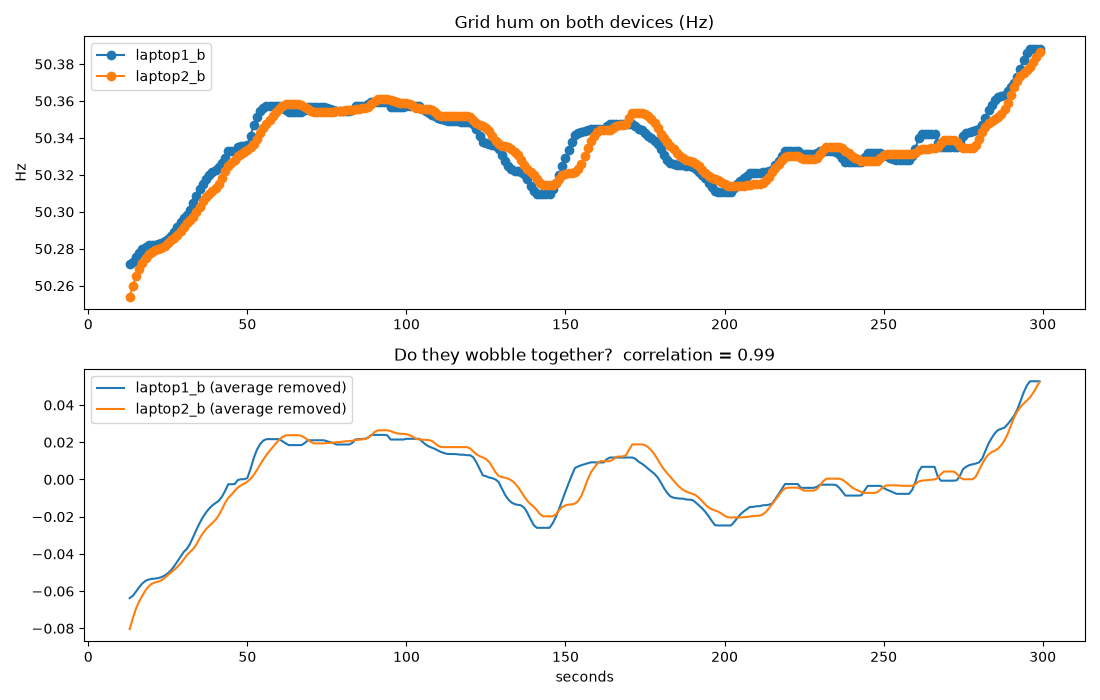 Grid hum on both devices (Hz)
laptop1_b
laptop2_b
Hz
50.38
50.36
50.34
50.32
50.30
50.28
50.26
0 50 100 150 200 250 300
Do they wobble together?  correlation = 0.99
laptop1_b (average removed)
laptop2_b (average removed)
0.04
0.02
0.00
−0.02
−0.04
−0.06
−0.08
0 50 100 150 200 250 300
seconds